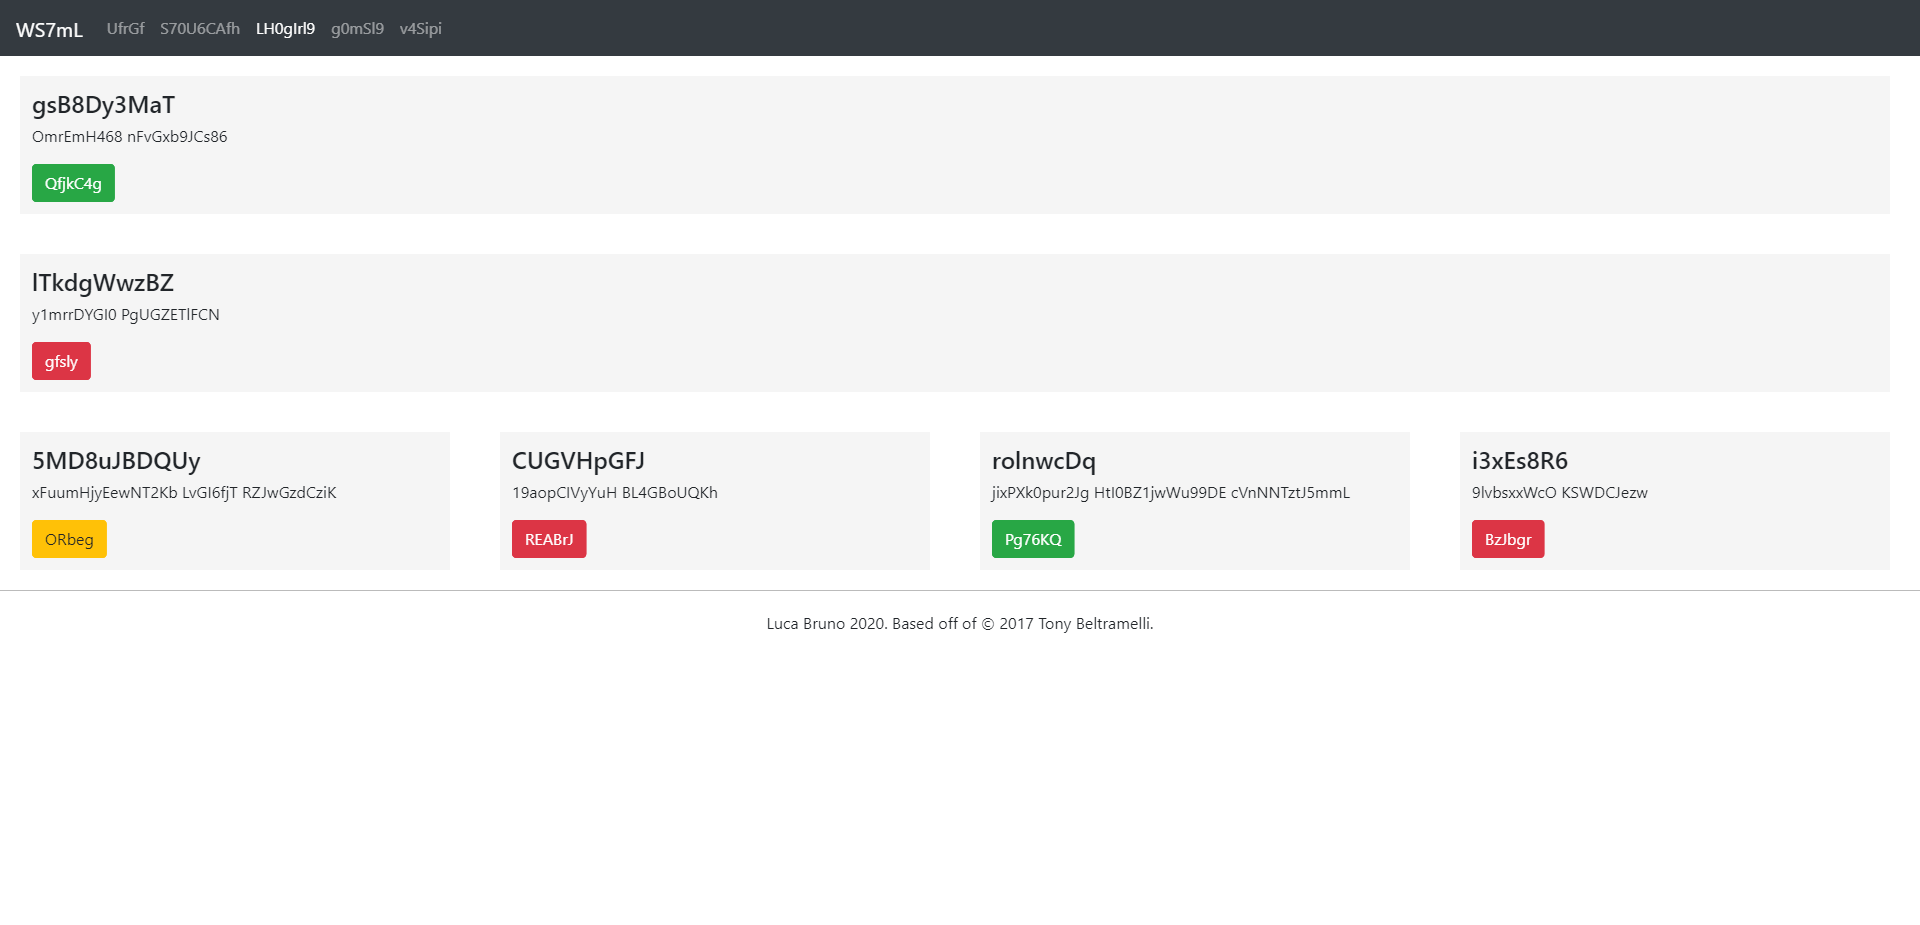 WS7mL UfrGf S70U6CAfh LH0gIrl9 g0mSl9 v4Sipi
gsB8Dy3MaT
OmrEmH468 nFvGxb9JCs86
QfjkC4g
lTkdgWwzBZ
y1mrrDYGI0 PgUGZETlFCN
gfsly
5MD8uJBDQUy
xFuumHjyEewNT2Kb LvGI6fjT RZJwGzdCziK
ORbeg
CUGVHpGFJ
19aopCIVyYuH BL4GBoUQKh
REABrJ
rolnwcDq
jixPXk0pur2Jg HtI0BZ1jwWu99DE cVnNNTztJ5mmL
Pg76KQ
i3xEs8R6
9lvbsxxWcO KSWDCJezw
BzJbgr
Luca Bruno 2020. Based off of © 2017 Tony Beltramelli.